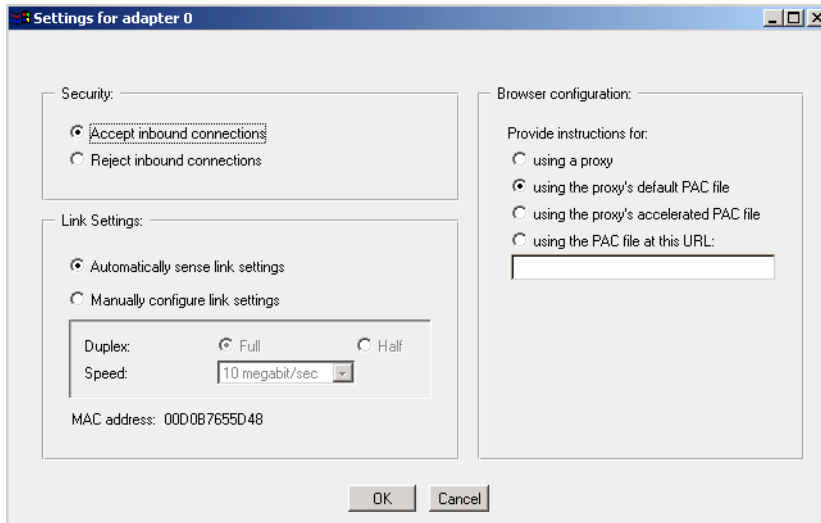 Settings for adapter 0
Security:
Accept inbound connections
Reject inbound connections
Link Settings:
Automatically sense link settings
Manually configure link settings
Duplex: Full Half
Speed: 10 megabit/sec
MAC address: 00D0B7655D48
Browser configuration:
Provide instructions for:
using a proxy
using the proxy's default PAC file
using the proxy's accelerated PAC file
using the PAC file at this URL:
OK Cancel